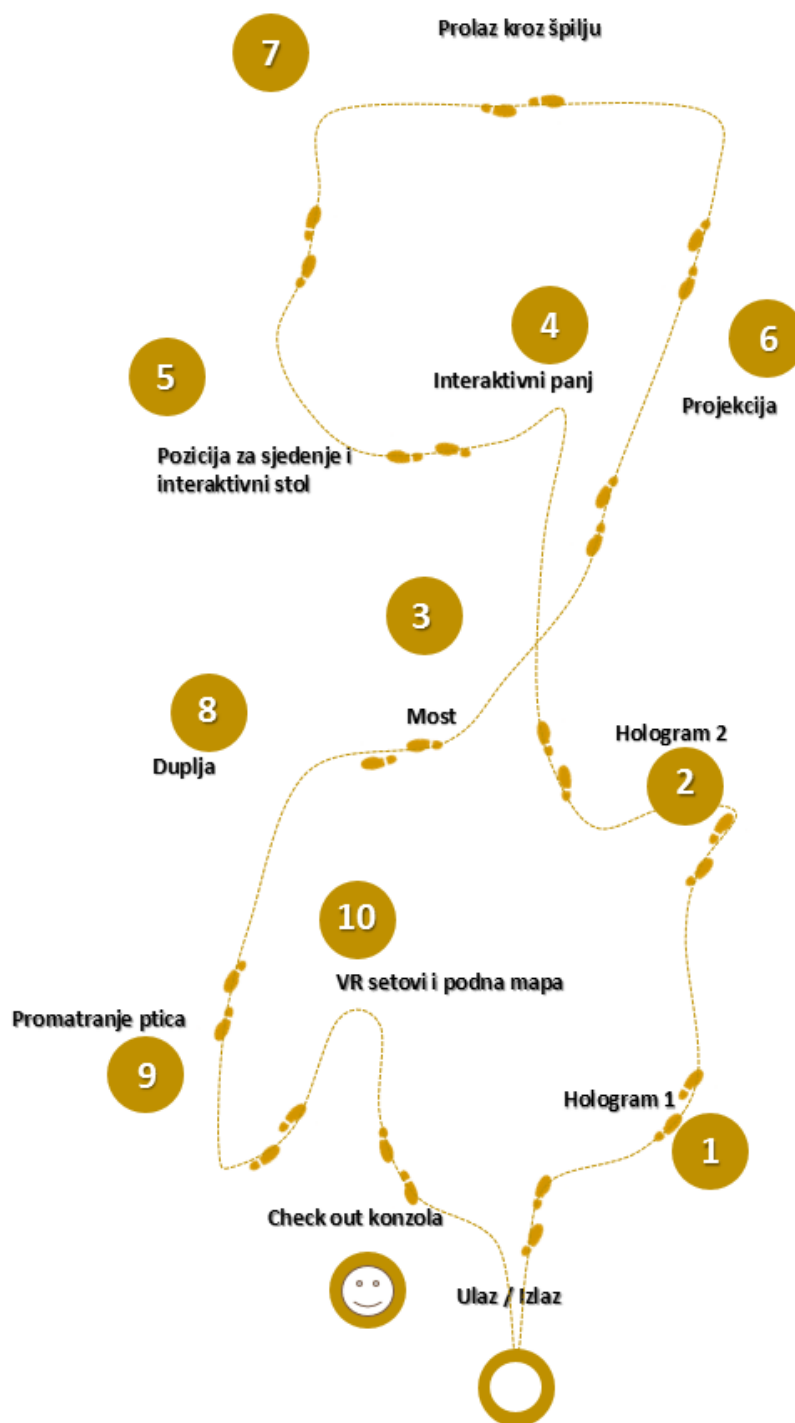 7
Prolaz kroz špilju
4
Interaktivni panj
6
Projekcija
5
Pozicija za sjedenje i
interaktivni stol
3
Most
8
Duplja
Hologram 2
2
10
VR setovi i podna mapa
Promatranje ptica
9
Hologram 1
1
Check out konzola
Ulaz / Izlaz